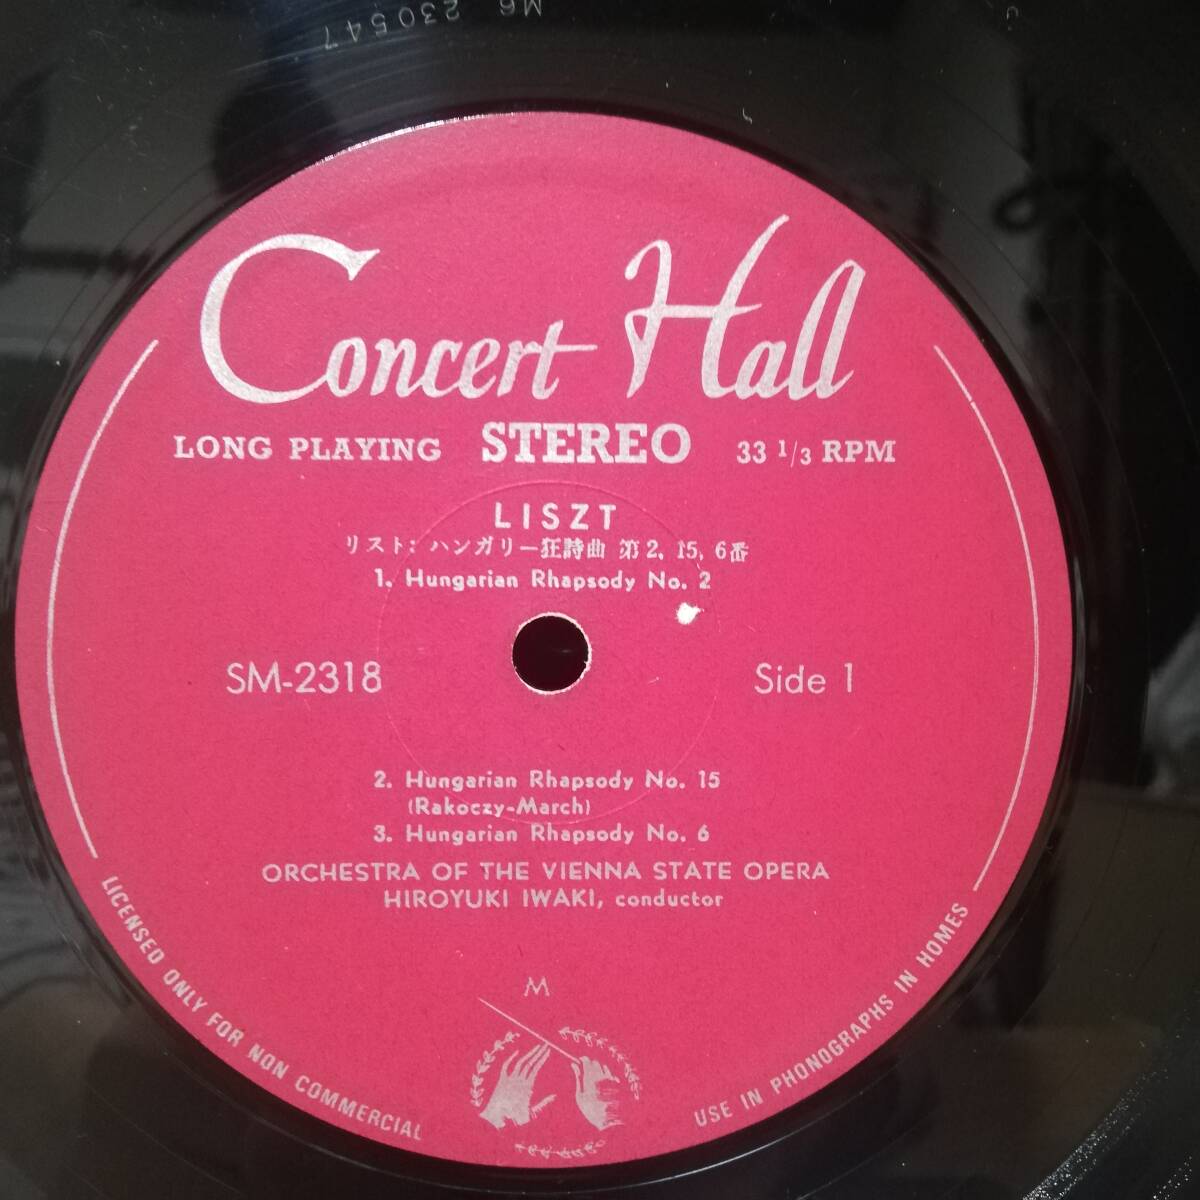 M6 230547
Concert Hall
LONG PLAYING STEREO 33 1/3 RPM
LISZT
リスト: ハンガリー狂詩曲 第2, 15, 6番
1. Hungarian Rhapsody No. 2
SM-2318 Side 1
2. Hungarian Rhapsody No. 15
(Rakoczy-March)
3. Hungarian Rhapsody No. 6
ORCHESTRA OF THE VIENNA STATE OPERA
HIROYUKI IWAKI, conductor
M
LICENSED ONLY FOR NON COMMERCIAL USE IN PHONOGRAPHS IN HOMES